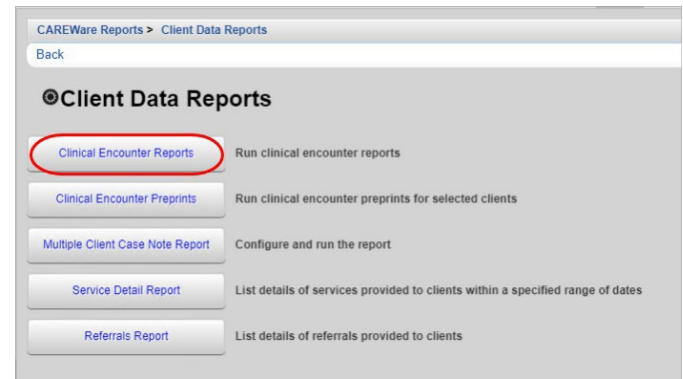 CAREWare Reports > Client Data Reports
Back
Client Data Reports
Clinical Encounter Reports Run clinical encounter reports
Clinical Encounter Preprints Run clinical encounter preprints for selected clients
Multiple Client Case Note Report Configure and run the report
Service Detail Report List details of services provided to clients within a specified range of dates
Referrals Report List details of referrals provided to clients